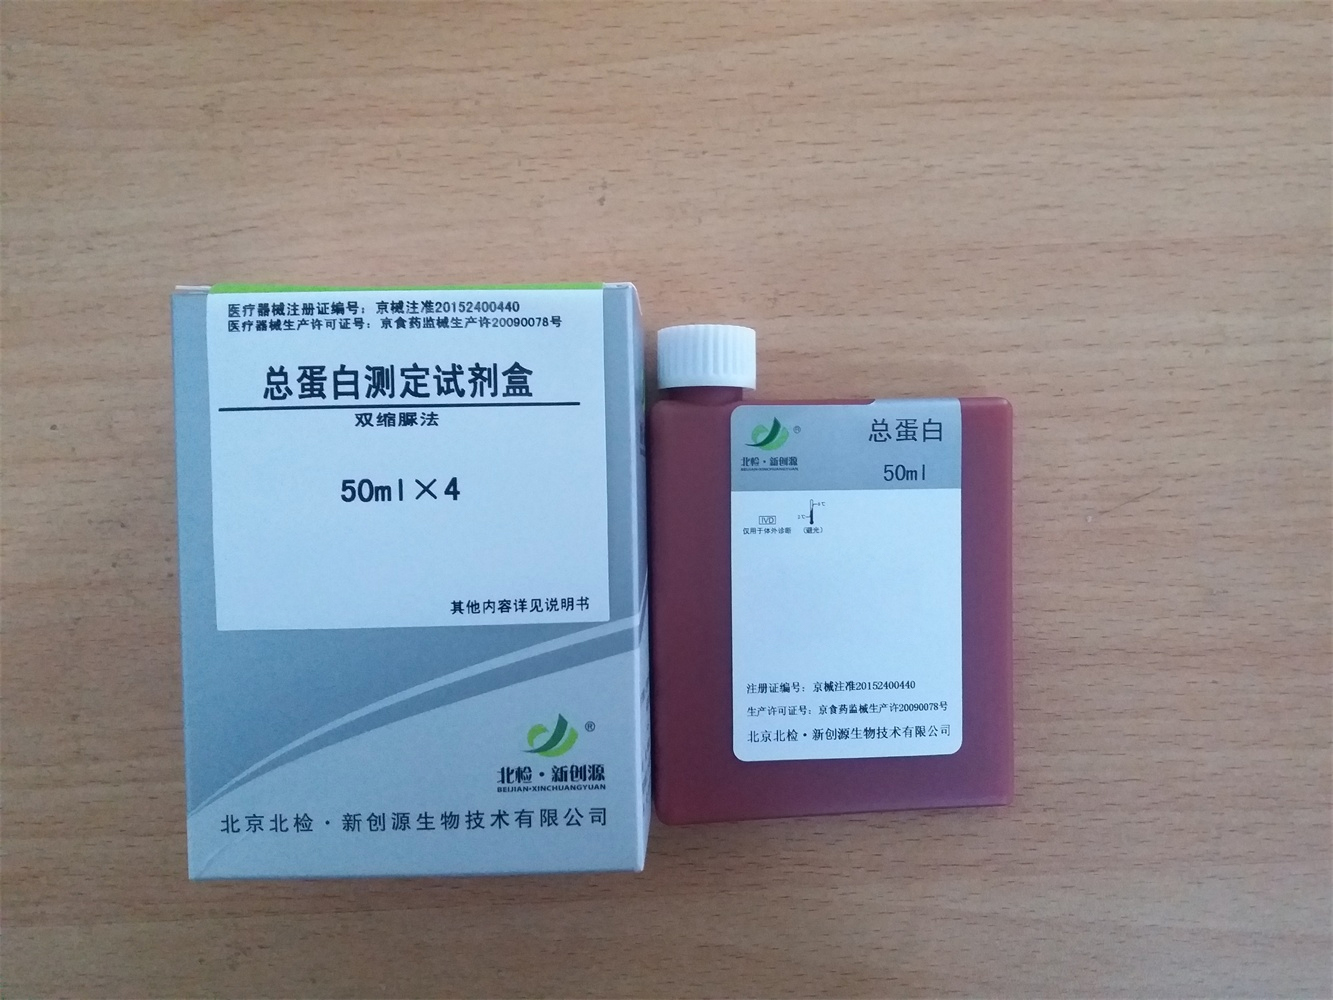 医疗器械注册证编号：京械注准20152400440
医疗器械生产许可证号：京食药监械生产许20090078号
总蛋白测定试剂盒
双缩脲法
50ml×4
其他内容详见说明书
®
北检·新创源
BEIJIAN·XINCHUANGYUAN
北京北检·新创源生物技术有限公司
®
北检·新创源
BEIJIAN·XINCHUANGYUAN
总蛋白
50ml
IVD
仅用于体外诊断
(避光)
注册证编号：京械注准20152400440
生产许可证号：京食药监械生产许20090078号
北京北检·新创源生物技术有限公司